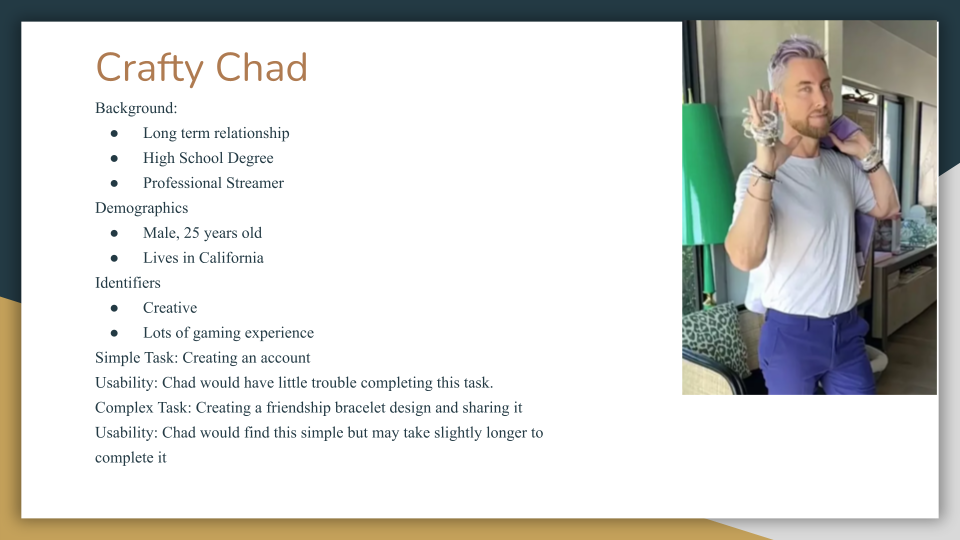 Crafty Chad
Background:
● Long term relationship
● High School Degree
● Professional Streamer
Demographics
● Male, 25 years old
● Lives in California
Identifiers
● Creative
● Lots of gaming experience
Simple Task: Creating an account
Usability: Chad would have little trouble completing this task.
Complex Task: Creating a friendship bracelet design and sharing it
Usability: Chad would find this simple but may take slightly longer to
complete it